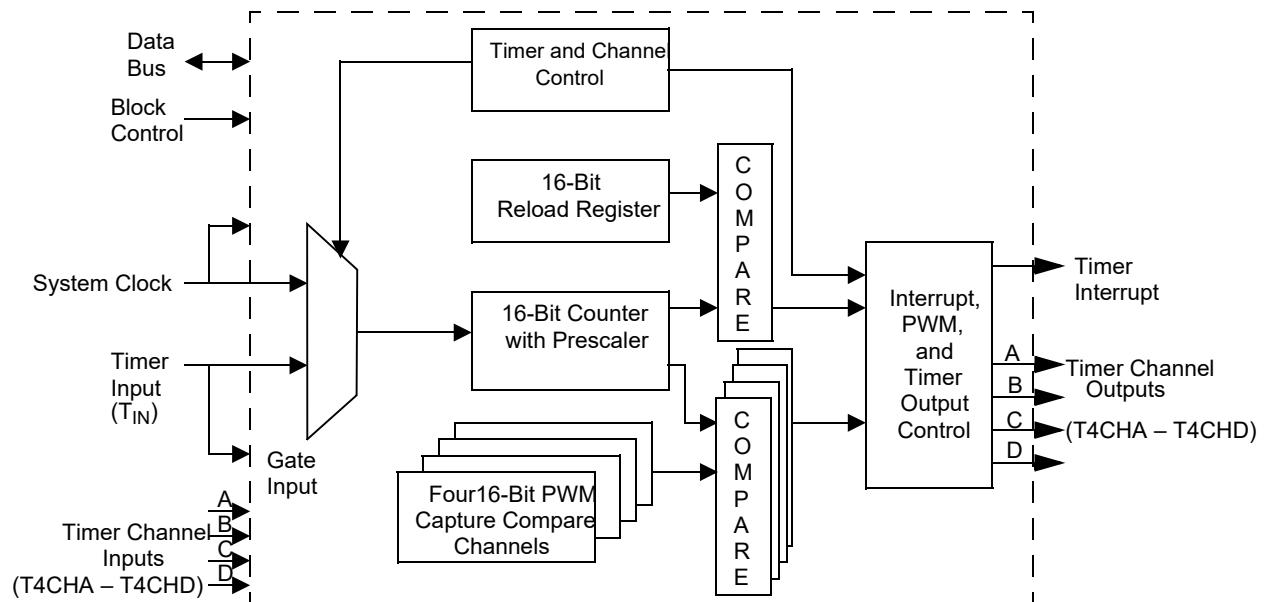 Data
Bus
Block
Control
Timer and Channel
Control
16-Bit
Reload Register
C
O
M
P
A
R
E
System Clock
16-Bit Counter
with Prescaler
Timer
Input
(TIN)
Gate
Input
Four16-Bit PWM
Capture Compare
Channels
C
O
M
P
A
R
E
Interrupt,
PWM,
and
Timer
Output
Control
Timer
Interrupt
A
B
C
D
Timer Channel
Outputs
(T4CHA – T4CHD)
A
B
C
D
Timer Channel
Inputs
(T4CHA – T4CHD)